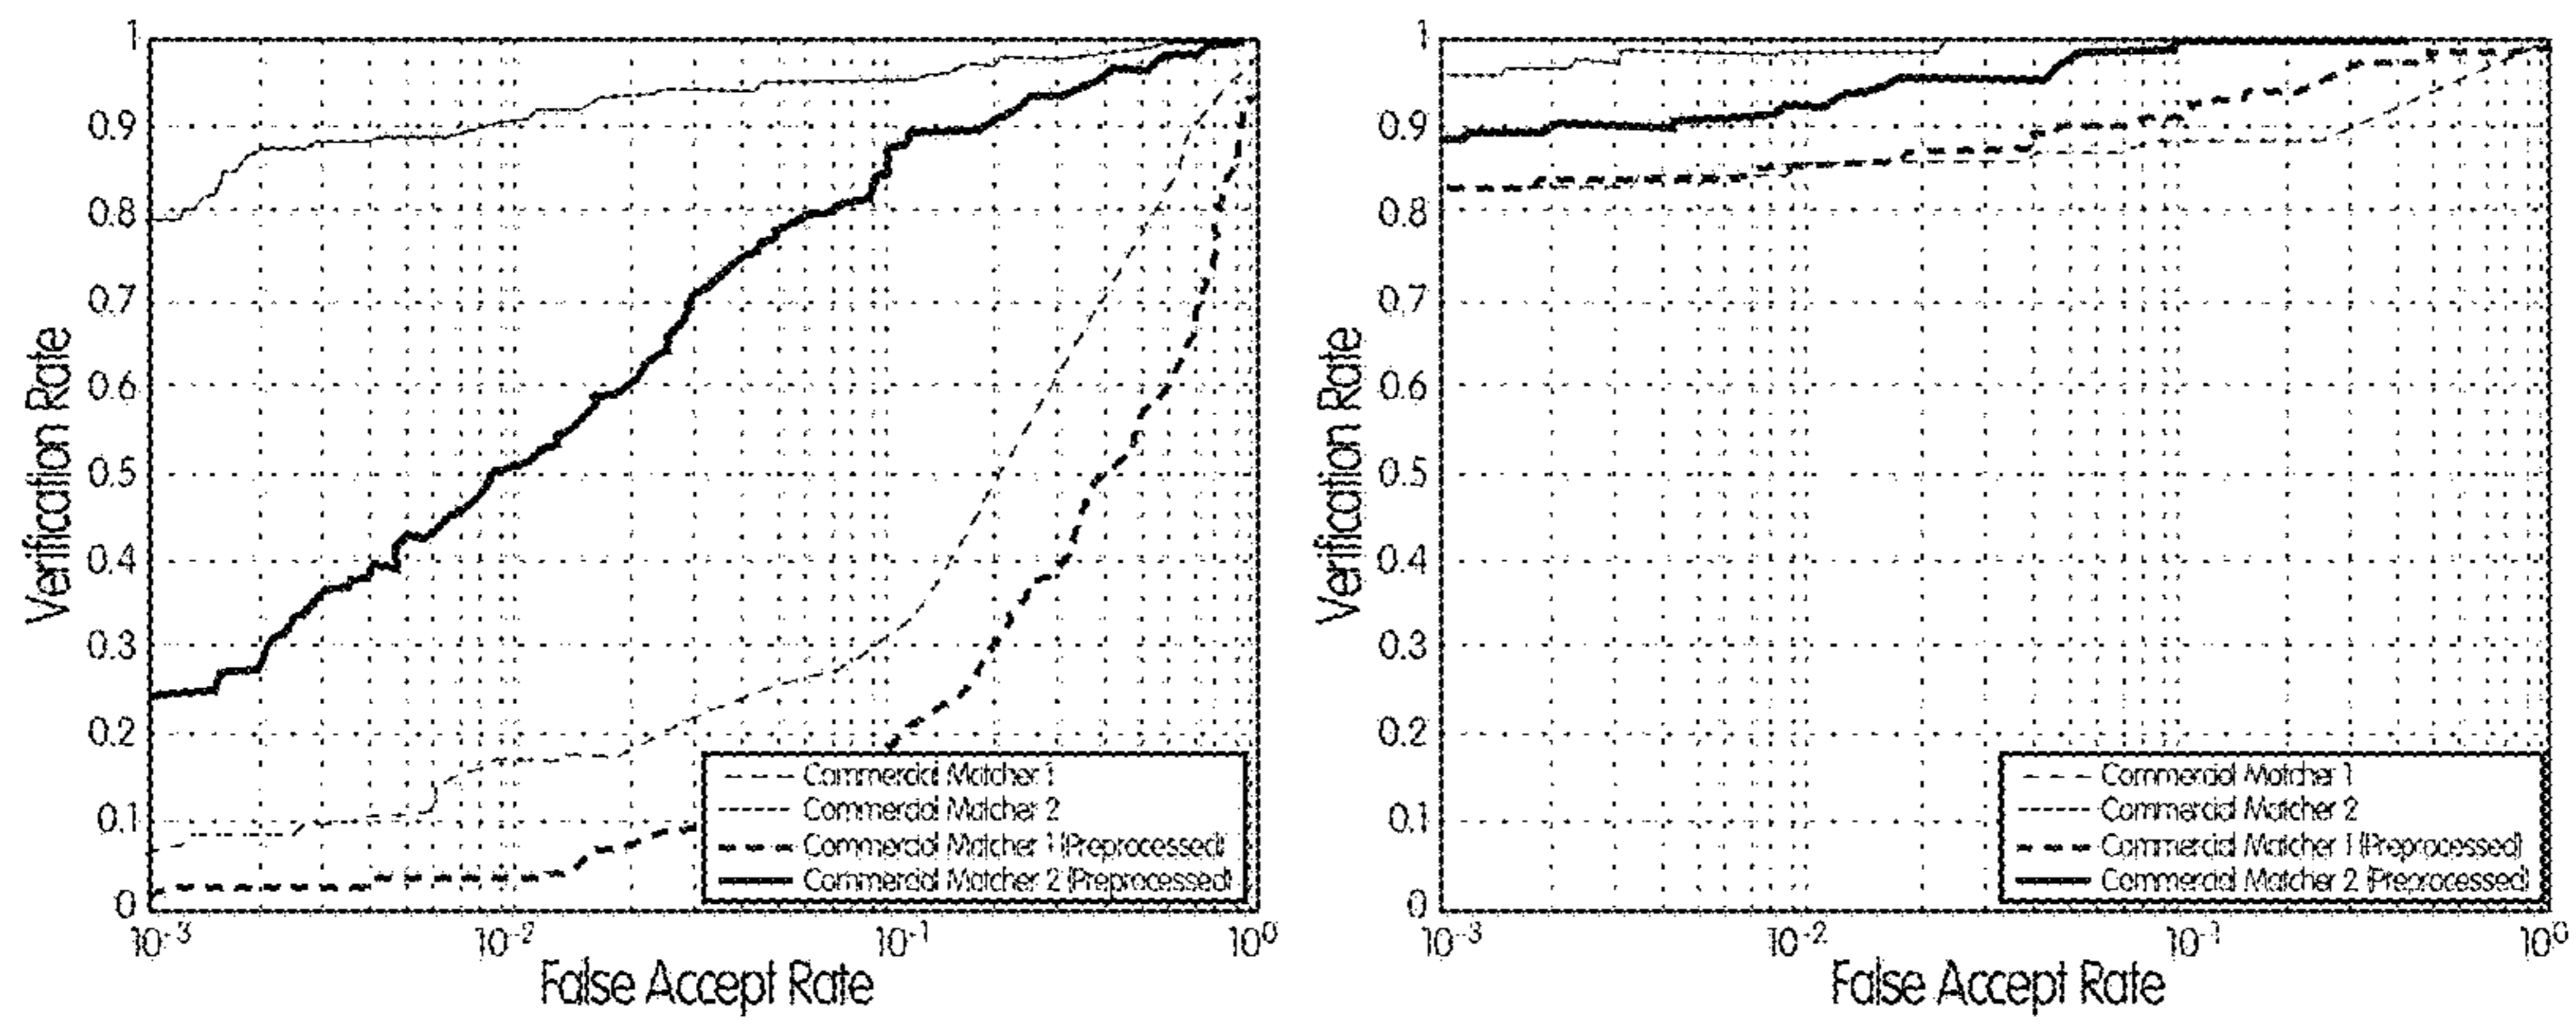 1
0.9
0.8
0.7
0.6
0.5
0.4
0.3
0.2
0.1
0
Verification Rate
10-3
10-2
10-1
100
False Accept Rate
Commercial Matcher 1
Commercial Matcher 2
Commercial Matcher 1 (Preprocessed)
Commercial Matcher 2 (Preprocessed)
1
0.9
0.8
0.7
0.6
0.5
0.4
0.3
0.2
0.1
0
Verification Rate
10-3
10-2
10-1
100
False Accept Rate
Commercial Matcher 1
Commercial Matcher 2
Commercial Matcher 1 (Preprocessed)
Commercial Matcher 2 (Preprocessed)